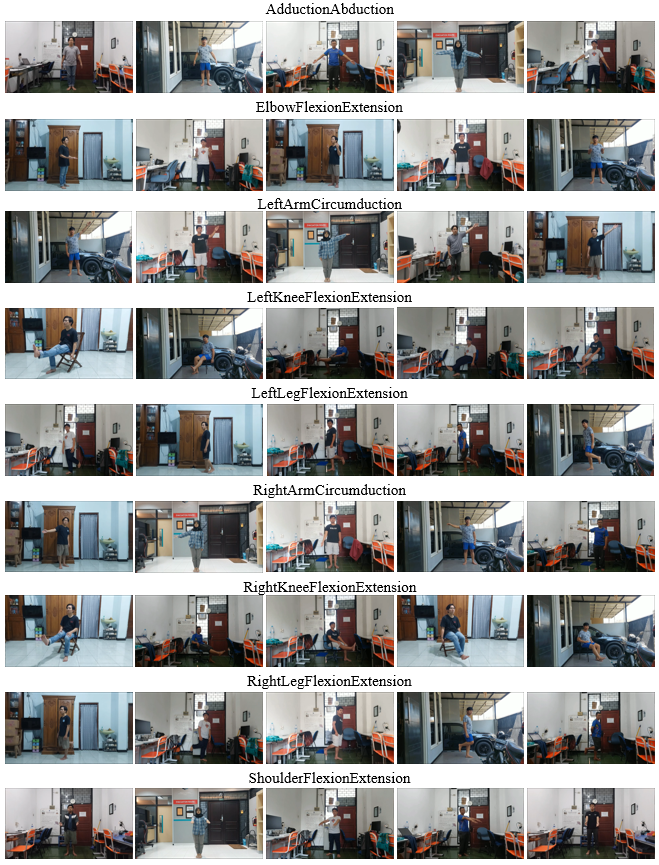 AdductionAbduction
ElbowFlexionExtension
LeftArmCircumduction
LeftKneeFlexionExtension
LeftLegFlexionExtension
RightArmCircumduction
RightKneeFlexionExtension
RightLegFlexionExtension
ShoulderFlexionExtension